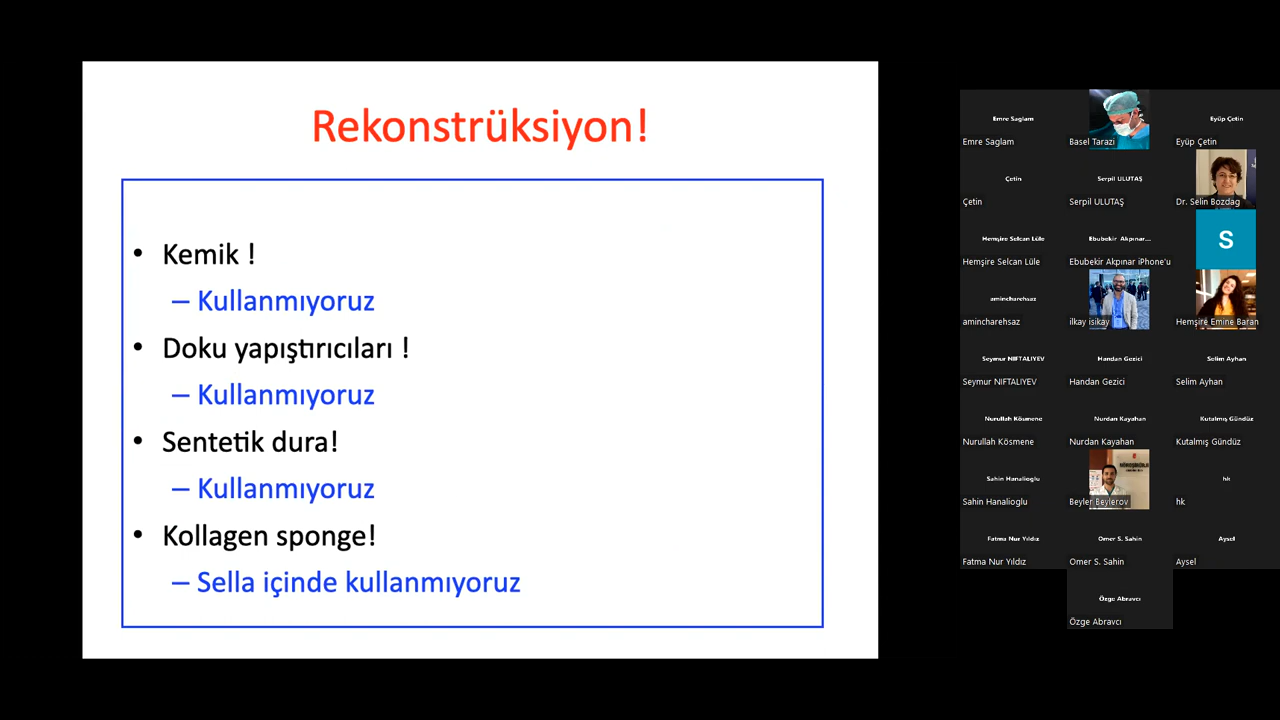 Rekonstrüksiyon!
• Kemik !
– Kullanmıyoruz
• Doku yapıştırıcıları !
– Kullanmıyoruz
• Sentetik dura!
– Kullanmıyoruz
• Kollagen sponge!
– Sella içinde kullanmıyoruz
Emre Saglam
Emre Saglam
Basel Tarazi
Eyüp Çetin
Eyüp Çetin
Çetin
Çetin
Serpil ULUTAŞ
Serpil ULUTAŞ
Dr. Selin Bozdag
Hemşire Selcan Lüle
Hemşire Selcan Lüle
Ebubekir Akpınar...
Ebubekir Akpınar iPhone'u
S
amincharehsaz
amincharehsaz
ilkay isikay
Hemşire Emine Baran
Seymur NIFTALIYEV
Seymur NIFTALIYEV
Handan Gezici
Handan Gezici
Selim Ayhan
Selim Ayhan
Nurullah Kösmene
Nurullah Kösmene
Nurdan Kayahan
Nurdan Kayahan
Kutalmış Gündüz
Kutalmış Gündüz
Sahin Hanalioglu
Sahin Hanalioglu
Beyler Beylerov
hk
hk
Fatma Nur Yıldız
Fatma Nur Yıldız
Omer S. Sahin
Omer S. Sahin
Aysel
Aysel
Özge Abravcı
Özge Abravcı